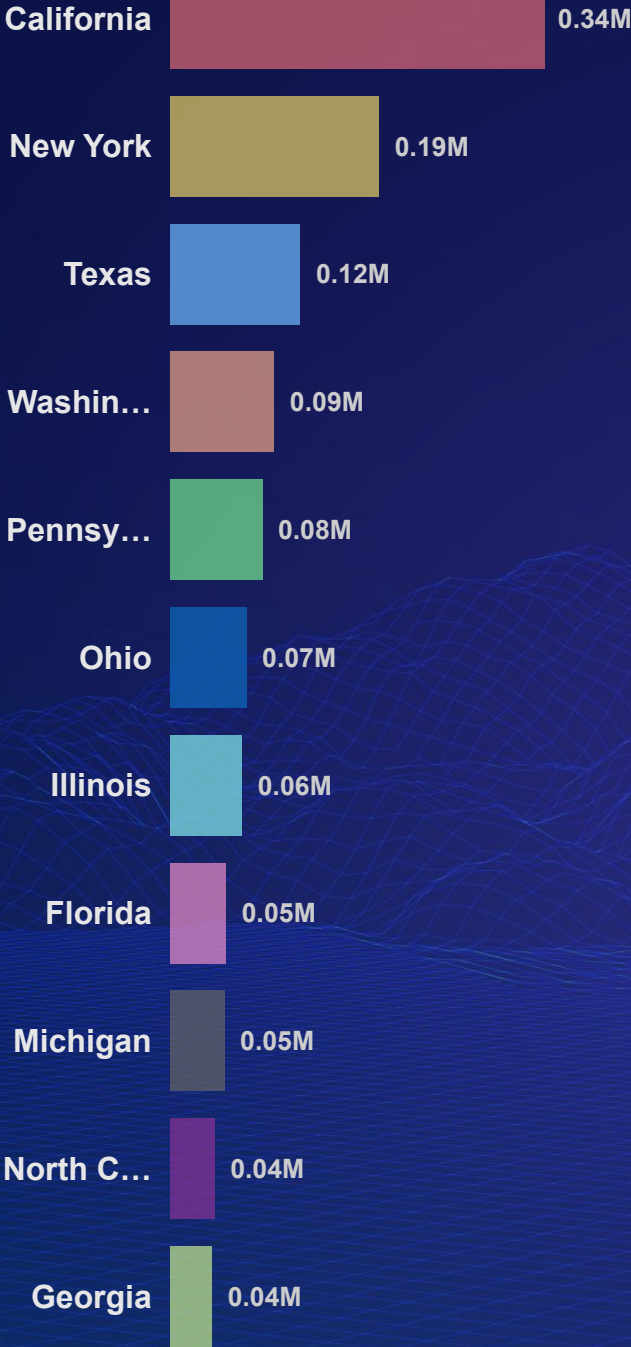 California 0.34M
New York 0.19M
Texas 0.12M
Washin... 0.09M
Pennsy... 0.08M
Ohio 0.07M
Illinois 0.06M
Florida 0.05M
Michigan 0.05M
North C... 0.04M
Georgia 0.04M